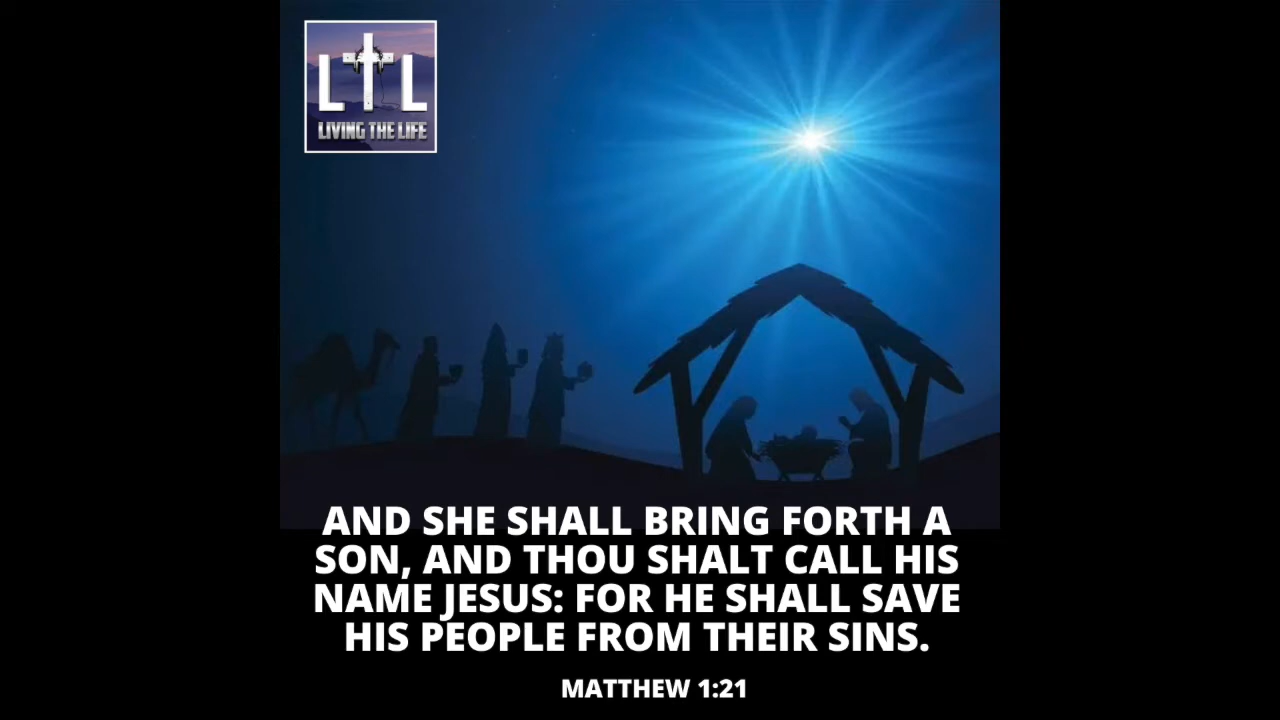 L L
LIVING THE LIFE
AND SHE SHALL BRING FORTH A
SON, AND THOU SHALT CALL HIS
NAME JESUS: FOR HE SHALL SAVE
HIS PEOPLE FROM THEIR SINS.
MATTHEW 1:21